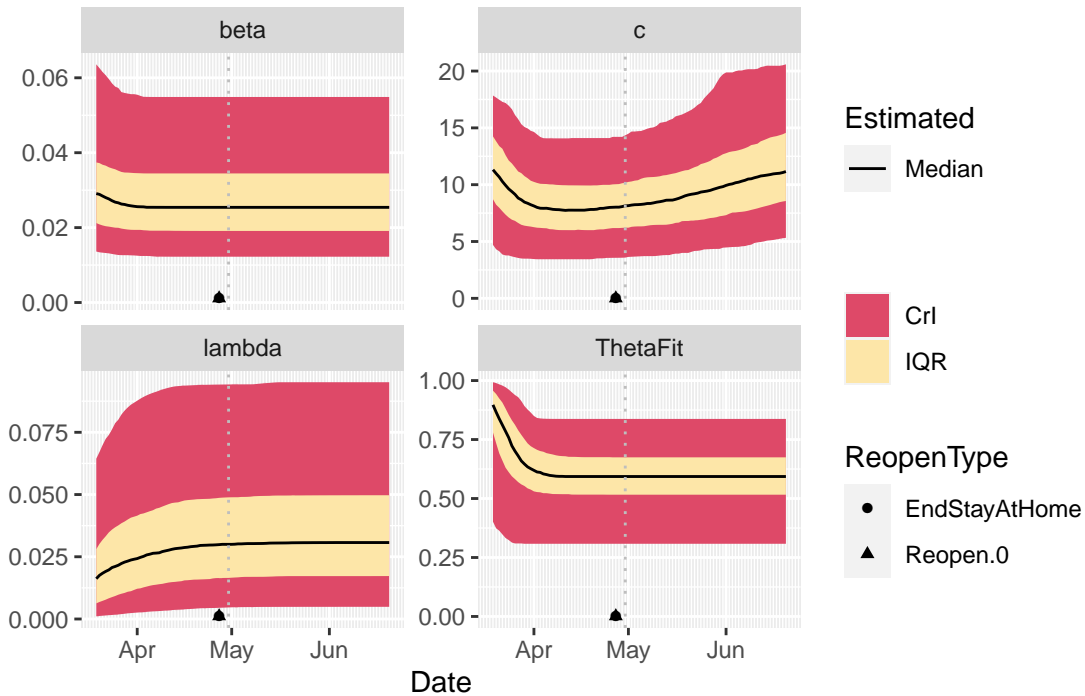 beta
c
0.06
0.04
0.02
0.00
20
15
10
5
0
lambda
ThetaFit
0.075
0.050
0.025
0.000
1.00
0.75
0.50
0.25
0.00
Apr May Jun
Apr May Jun
Date
Estimated
Median
CrI
IQR
ReopenType
EndStayAtHome
Reopen.0